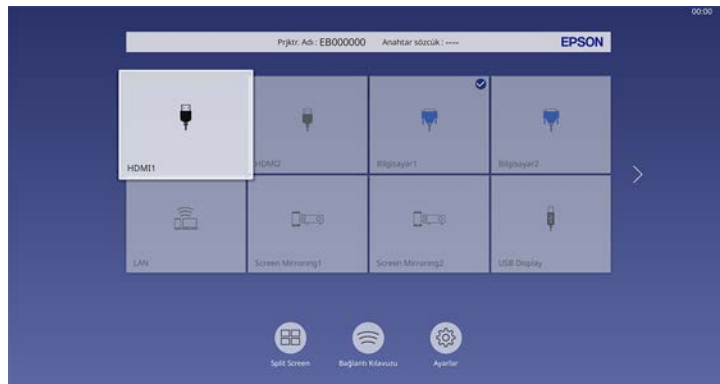 00:00
Prjktr. Adı : EB000000 Anahtar sözcük : ---- EPSON
HDMI1 HDMI2 Bilgisayar1 Bilgisayar2
LAN Screen Mirroring1 Screen Mirroring2 USB Display
Split Screen Bağlantı Kılavuzu Ayarlar